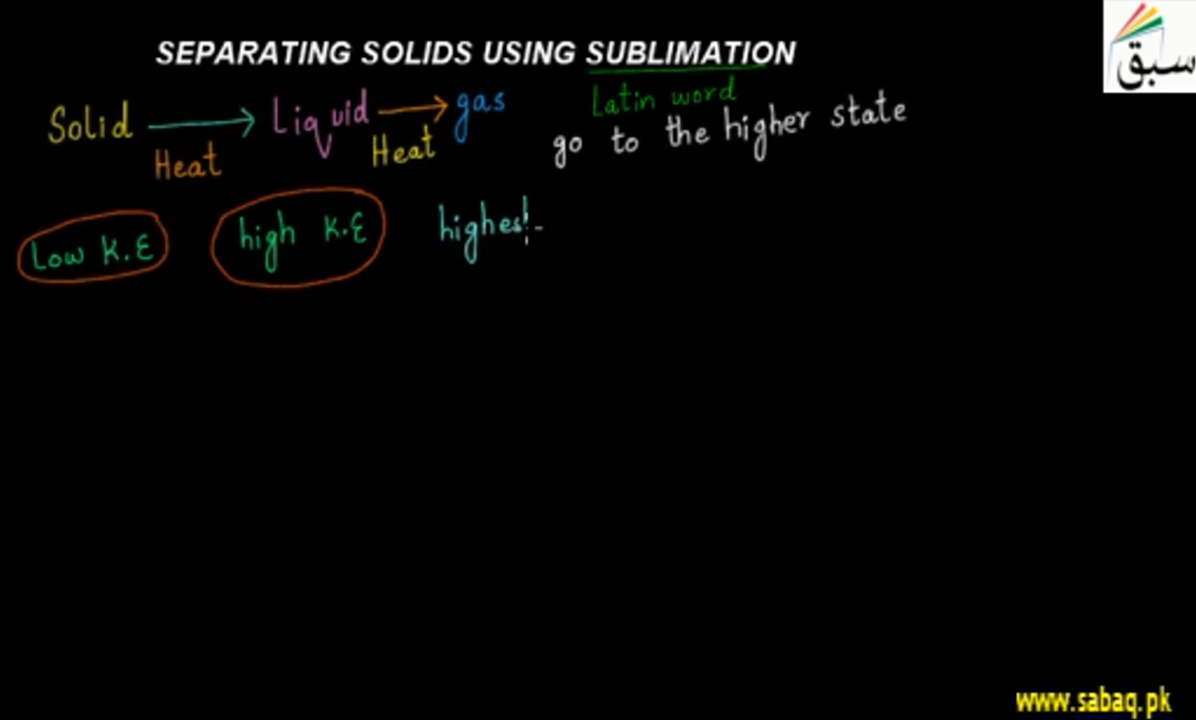 سبق
SEPARATING SOLIDS USING SUBLIMATION
Solid Liquid gas
Heat Heat
Latin word
go to the higher state
Low K.E high K.E highest
www.sabaq.pk